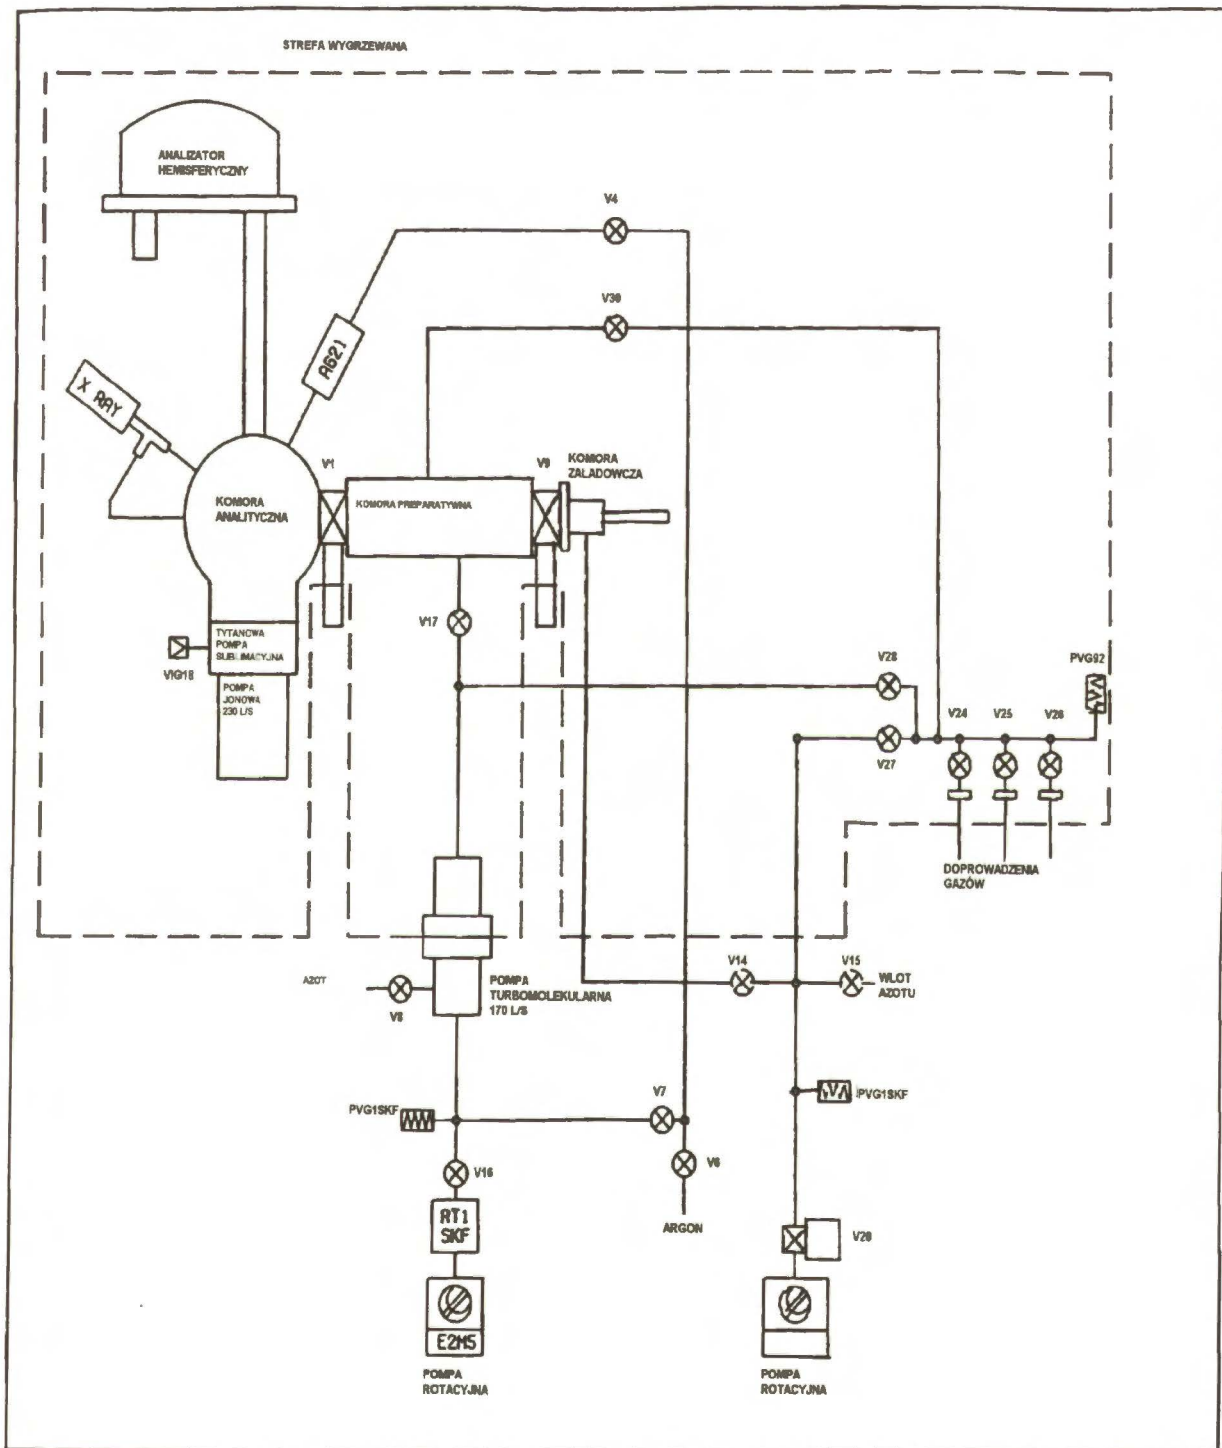 STREFA WYGRZEWANA
ANALIZATOR
HEMISFERYCZNY
V4
V30
AG21
X RAY
V1
V9
KOMORA
ZAŁADOWCZA
KOMORA
ANALITYCZNA
KOMORA PREPARATYWNA
V17
TYTANOWA
POMPA
SUBLIMACYJNA
VIG18
POMPA
JONOWA
230 L/S
V28
PVG92
V24
V25
V26
V27
DOPROWADZENIA
GAZÓW
AZOT
V8
POMPA
TURBOMOLEKULARNA
170 L/S
V14
V15
WLOT
AZOTU
PVG1SKF
V7
PVG1SKF
V16
V6
RT1
SKF
ARGON
V20
E2M5
POMPA
ROTACYJNA
POMPA
ROTACYJNA